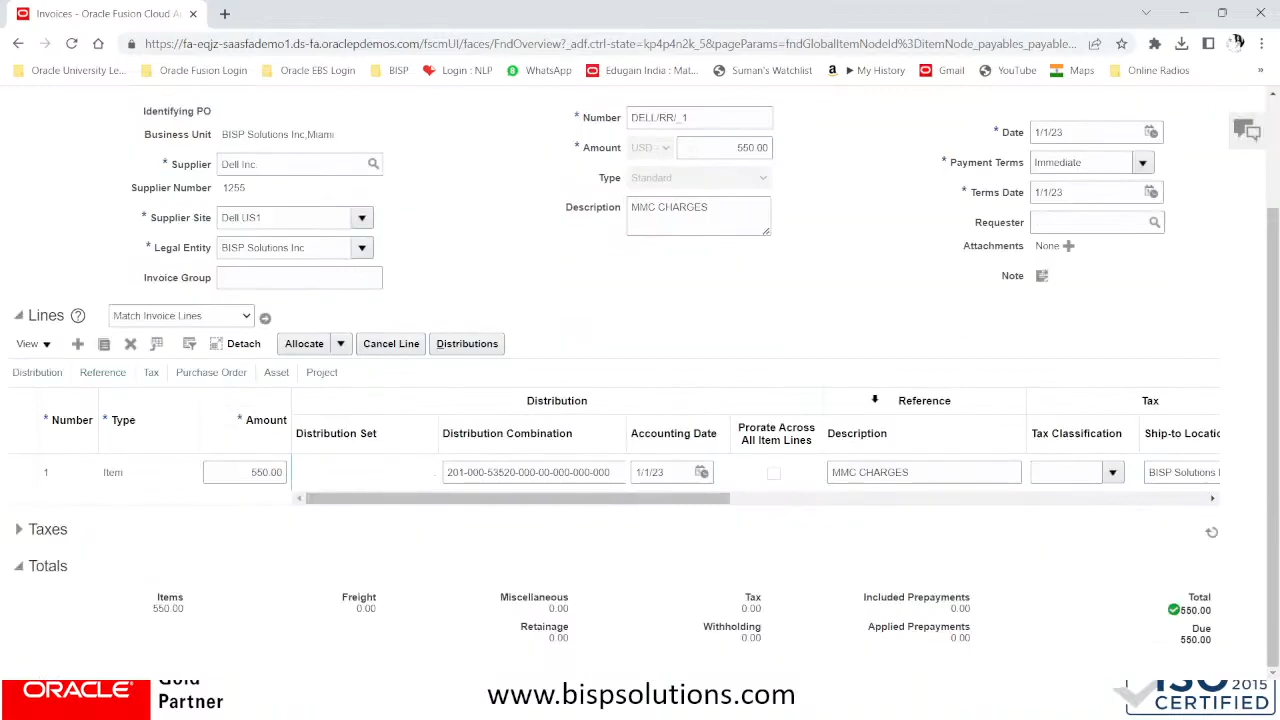 Invoices - Oracle Fusion Cloud A
https://fa-eqjz-saasfademo1.ds-fa.oraclepdemos.com/fscmUI/faces/FndOverview?_adf.ctrl-state=kp4p4n2k_5&pageParams=fndGlobalItemNodeId%3DitemNode_payables_payable...
Oracle University Le... Oracle Fusion Login Oracle EBS Login BISP Login : NLP WhatsApp Edugain India : Mat... Suman's Watchlist ▶ My History Gmail YouTube Maps Online Radios »
Identifying PO
Business Unit BISP Solutions Inc,Miami
* Supplier Dell Inc.
Supplier Number 1255
* Supplier Site Dell US1
* Legal Entity BISP Solutions Inc
Invoice Group
* Number DELL/RR/_1
* Amount USD - 550.00
Type Standard
Description MMC CHARGES
* Date 1/1/23
* Payment Terms Immediate
* Terms Date 1/1/23
Requester
Attachments None
Note
Lines Match Invoice Lines
View Detach Allocate Cancel Line Distributions
Distribution Reference Tax Purchase Order Asset Project
Distribution Reference Tax
* Number * Type * Amount Distribution Set Distribution Combination Accounting Date Prorate Across All Item Lines Description Tax Classification Ship-to Locatio
1 Item 550.00 201-000-53520-000-00-000-000-000 1/1/23 MMC CHARGES BISP Solutions I
Taxes
Totals
Items Freight Miscellaneous Tax Included Prepayments Total
550.00 0.00 0.00 0.00 0.00 550.00
Retainage Withholding Applied Prepayments Due
0.00 0.00 0.00 550.00
ORACLE Gold
Partner
www.bispsolutions.com
ISO 2015
CERTIFIED